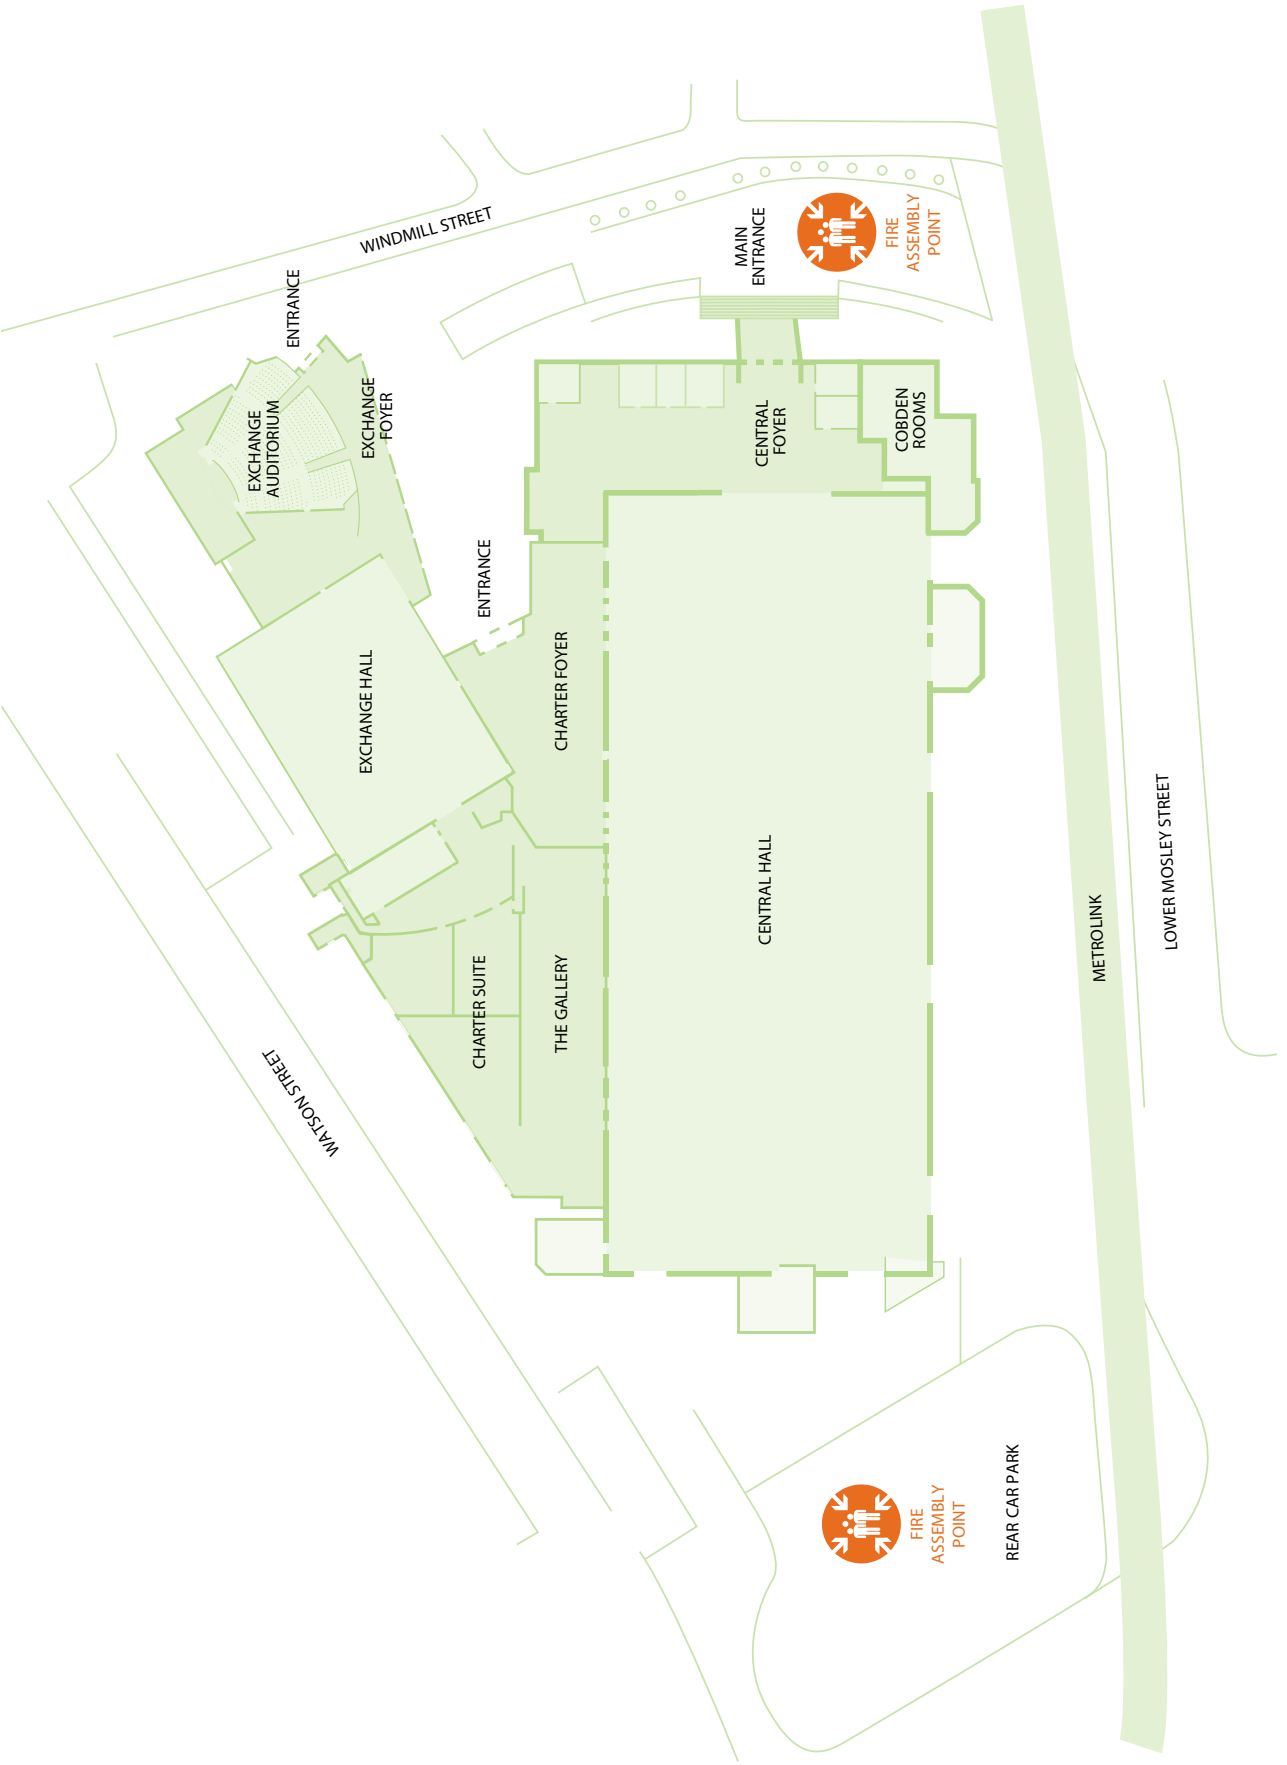 WINDMILL STREET
MAIN
ENTRANCE
FIRE
ASSEMBLY
POINT
ENTRANCE
EXCHANGE
AUDITORIUM
EXCHANGE
FOYER
CENTRAL
FOYER
COBDEN
ROOMS
ENTRANCE
EXCHANGE HALL
CHARTER FOYER
CENTRAL HALL
CHARTER SUITE
THE GALLERY
METROLINK
LOWER MOSLEY STREET
WATSON STREET
FIRE
ASSEMBLY
POINT
REAR CAR PARK